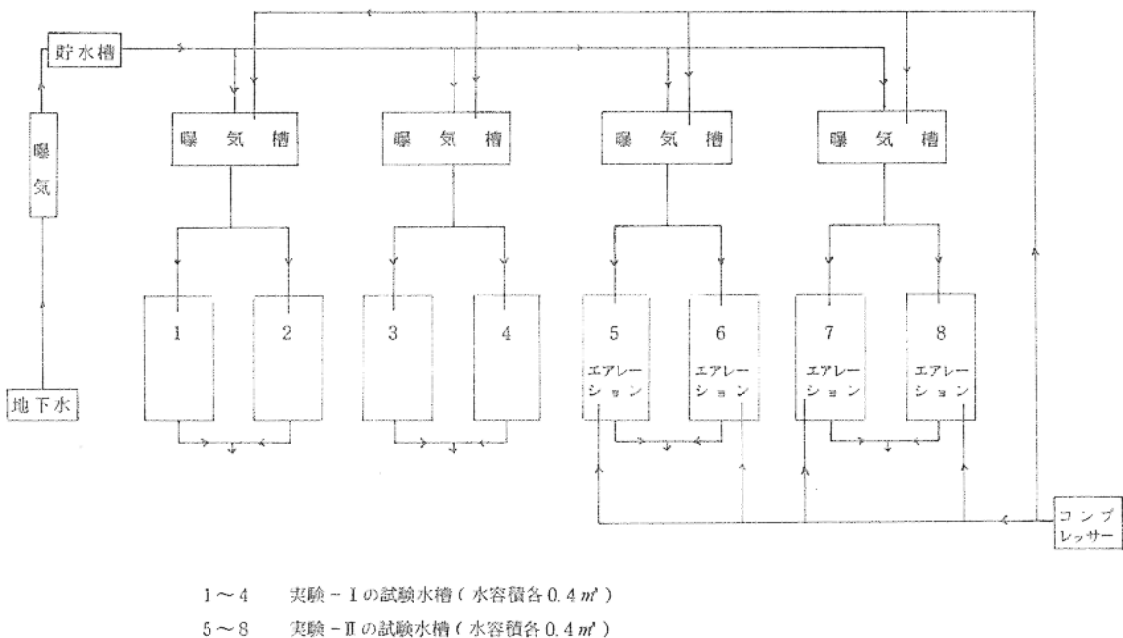 貯水槽
曝気
曝気槽
曝気槽
曝気槽
曝気槽
1
2
3
4
5
エアレー
ション
6
エアレー
ション
7
エアレー
ション
8
エアレー
ション
地下水
コンプ
レッサー
1～4 実験－Ⅰの試験水槽（水容積各0.4㎥）
5～8 実験－Ⅱの試験水槽（水容積各0.4㎥）